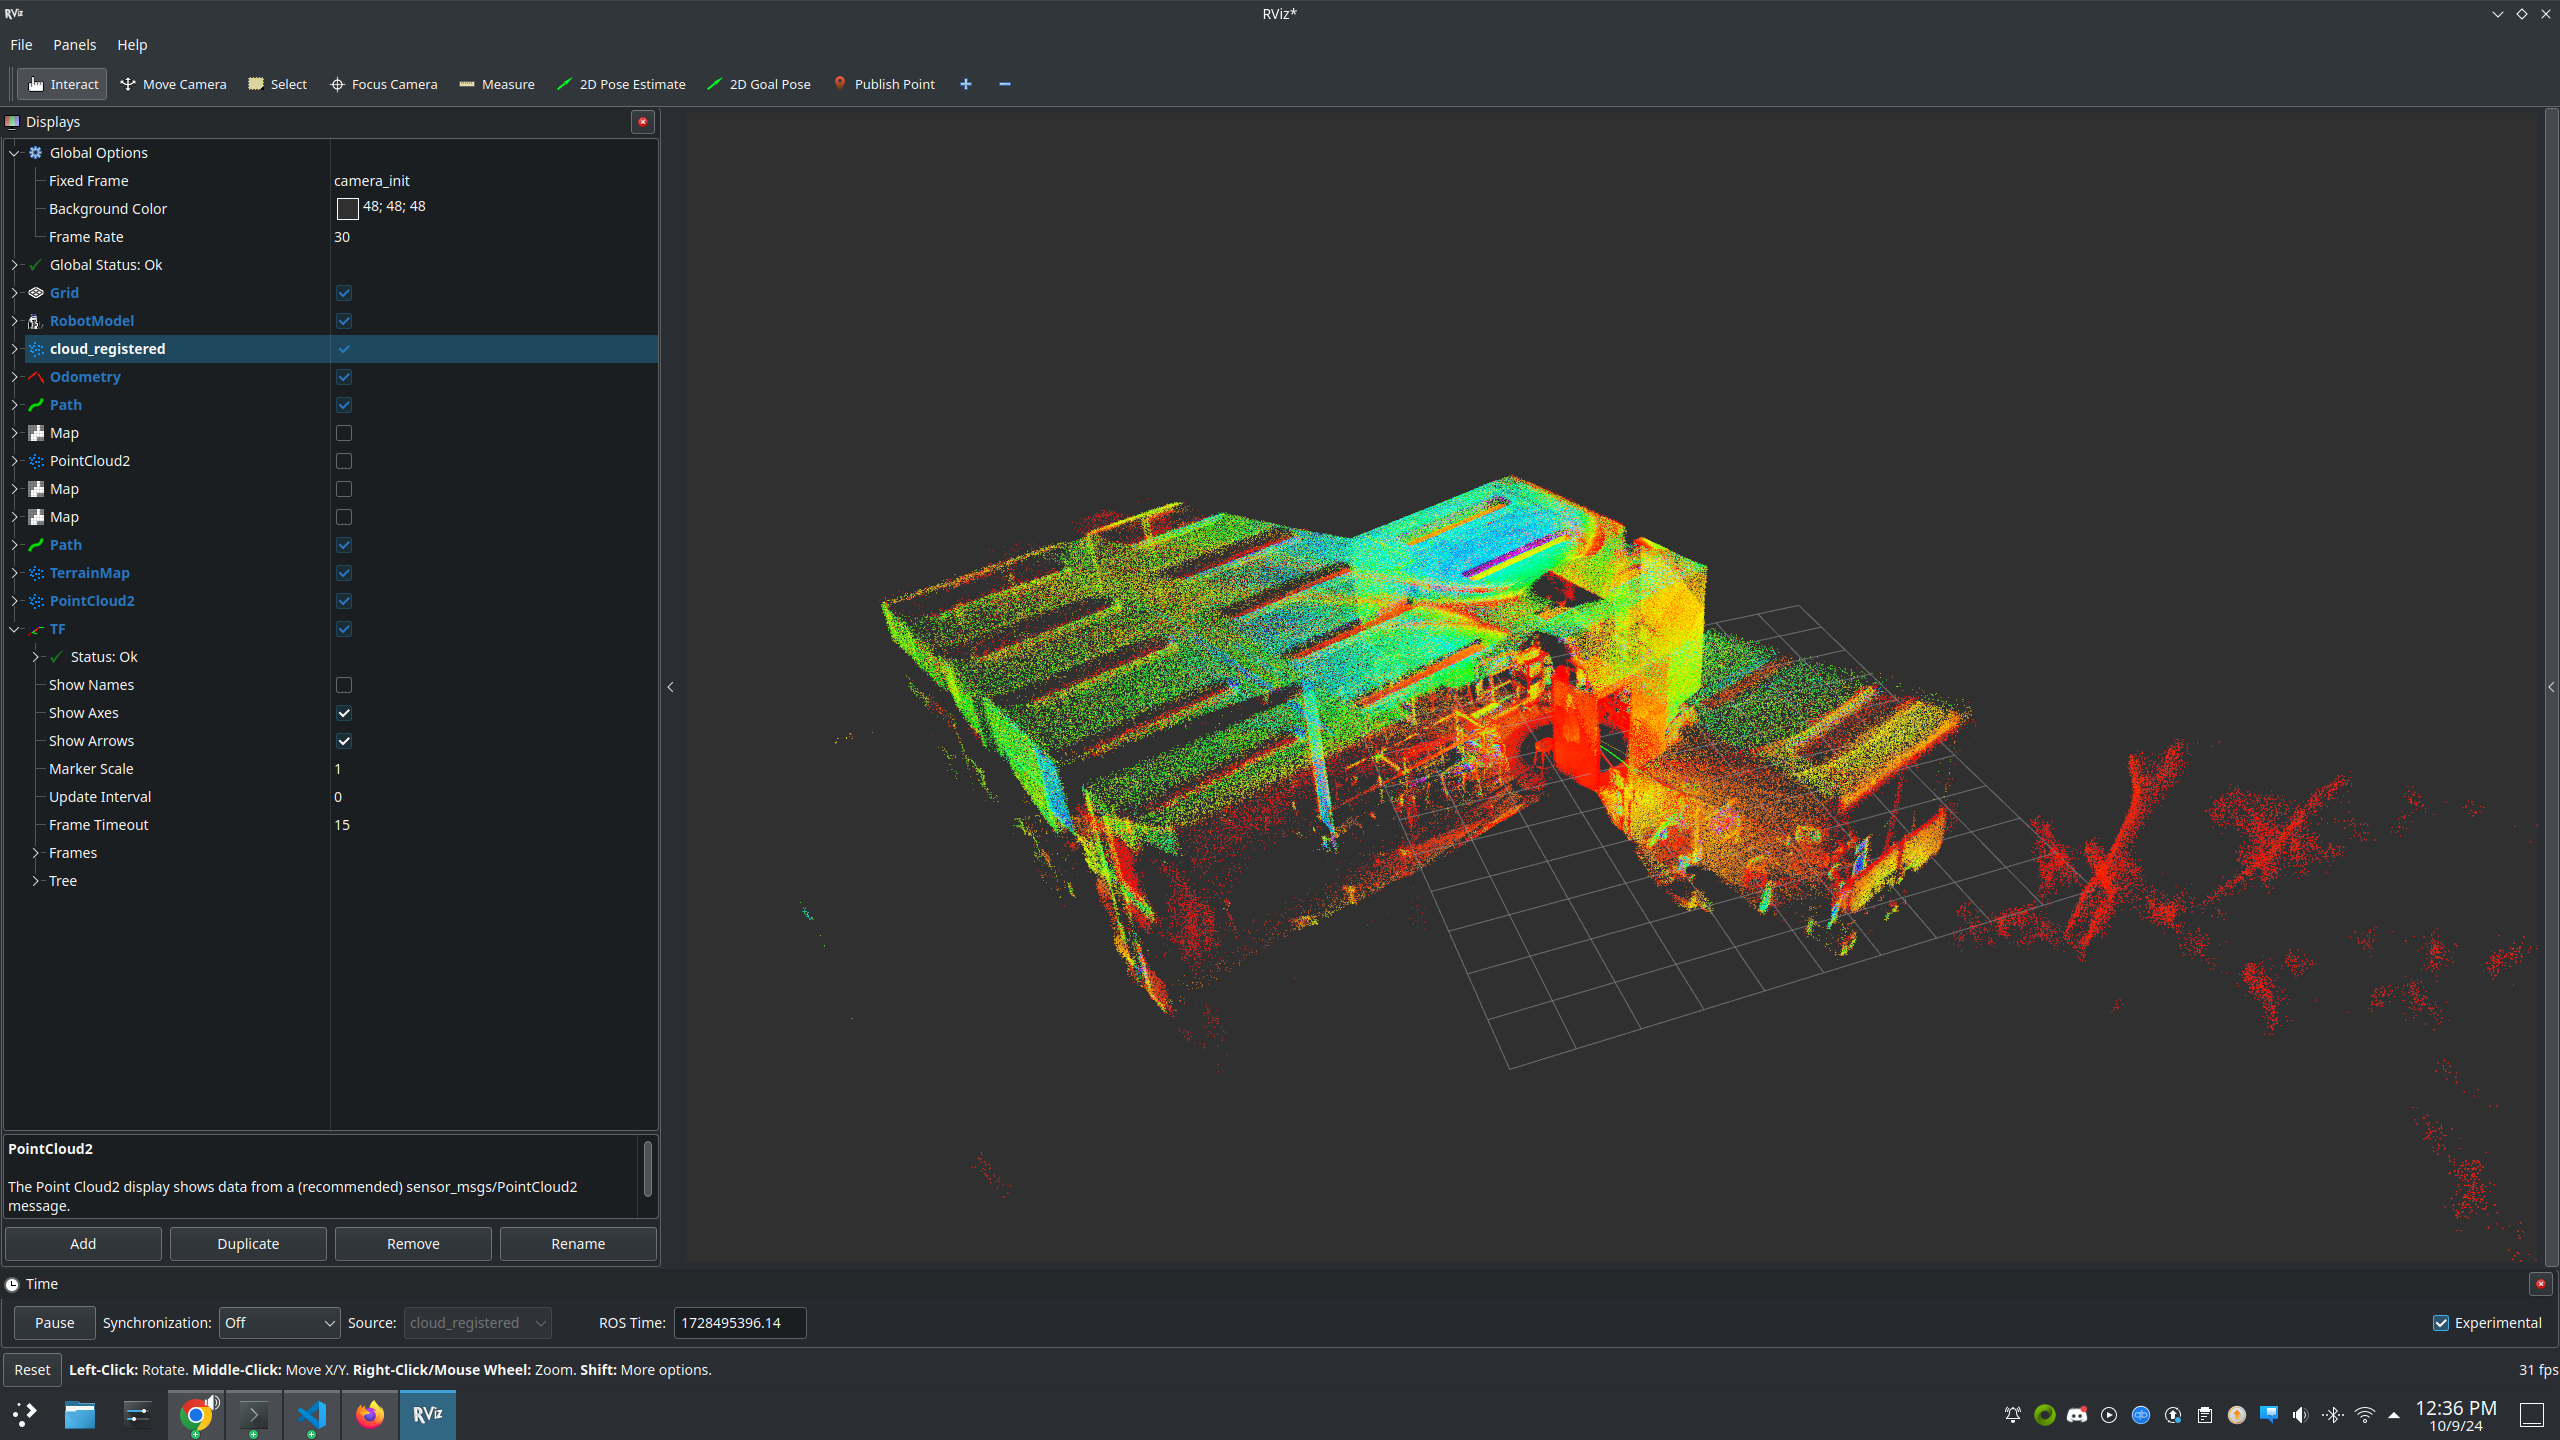 RViz
RViz*
File Panels Help
Interact Move Camera Select Focus Camera Measure 2D Pose Estimate 2D Goal Pose Publish Point
Displays
Global Options
Fixed Frame camera_init
Background Color 48; 48; 48
Frame Rate 30
Global Status: Ok
Grid
RobotModel
cloud_registered
Odometry
Path
Map
PointCloud2
Map
Map
Path
TerrainMap
PointCloud2
TF
Status: Ok
Show Names
Show Axes
Show Arrows
Marker Scale 1
Update Interval 0
Frame Timeout 15
Frames
Tree
PointCloud2
The Point Cloud2 display shows data from a (recommended) sensor_msgs/PointCloud2
message.
Add Duplicate Remove Rename
Time
Pause Synchronization: Off Source: cloud_registered ROS Time: 1728495396.14 Experimental
Reset Left-Click: Rotate. Middle-Click: Move X/Y. Right-Click/Mouse Wheel: Zoom. Shift: More options. 31 fps
RViz 12:36 PM
10/9/24